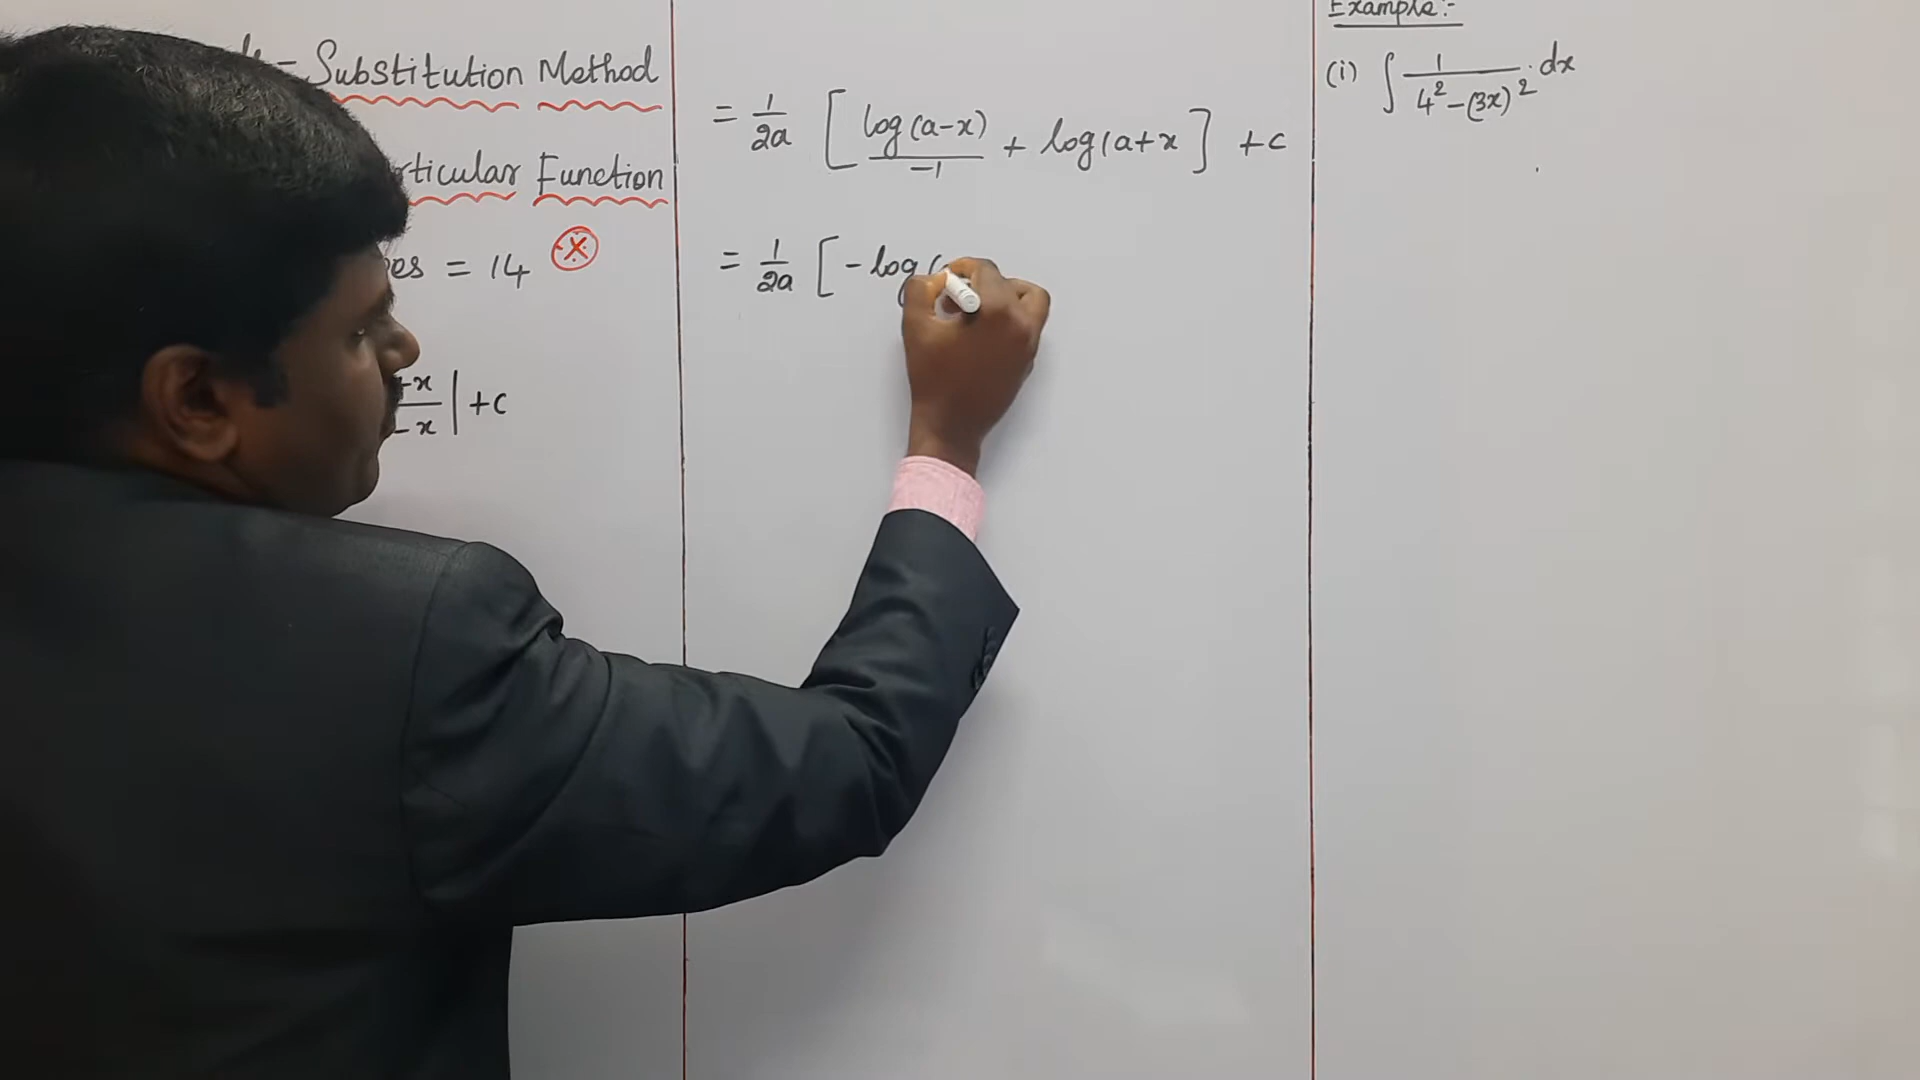 Substitution Method
Function
= 14 (X)
+x
/ -x | +c
= 1/2a [ log(a-x)/-1 + log(a+x ] +c
= 1/2a [ -log(
Example:-
(i) ∫ 1/4²-(3x)² . dx